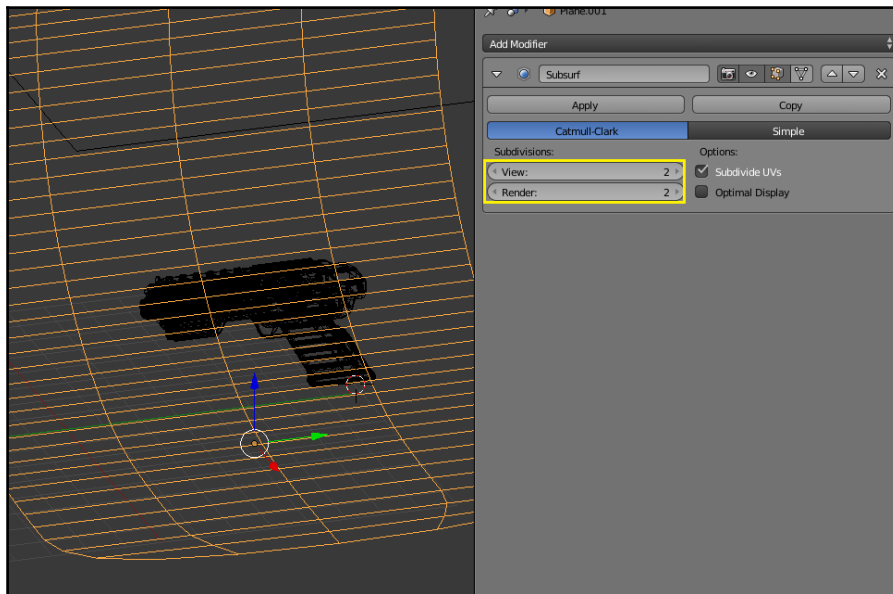 Plane.001
Add Modifier
Subsurf
Apply Copy
Catmull-Clark Simple
Subdivisions: Options:
View: 2 Subdivide UVs
Render: 2 Optimal Display